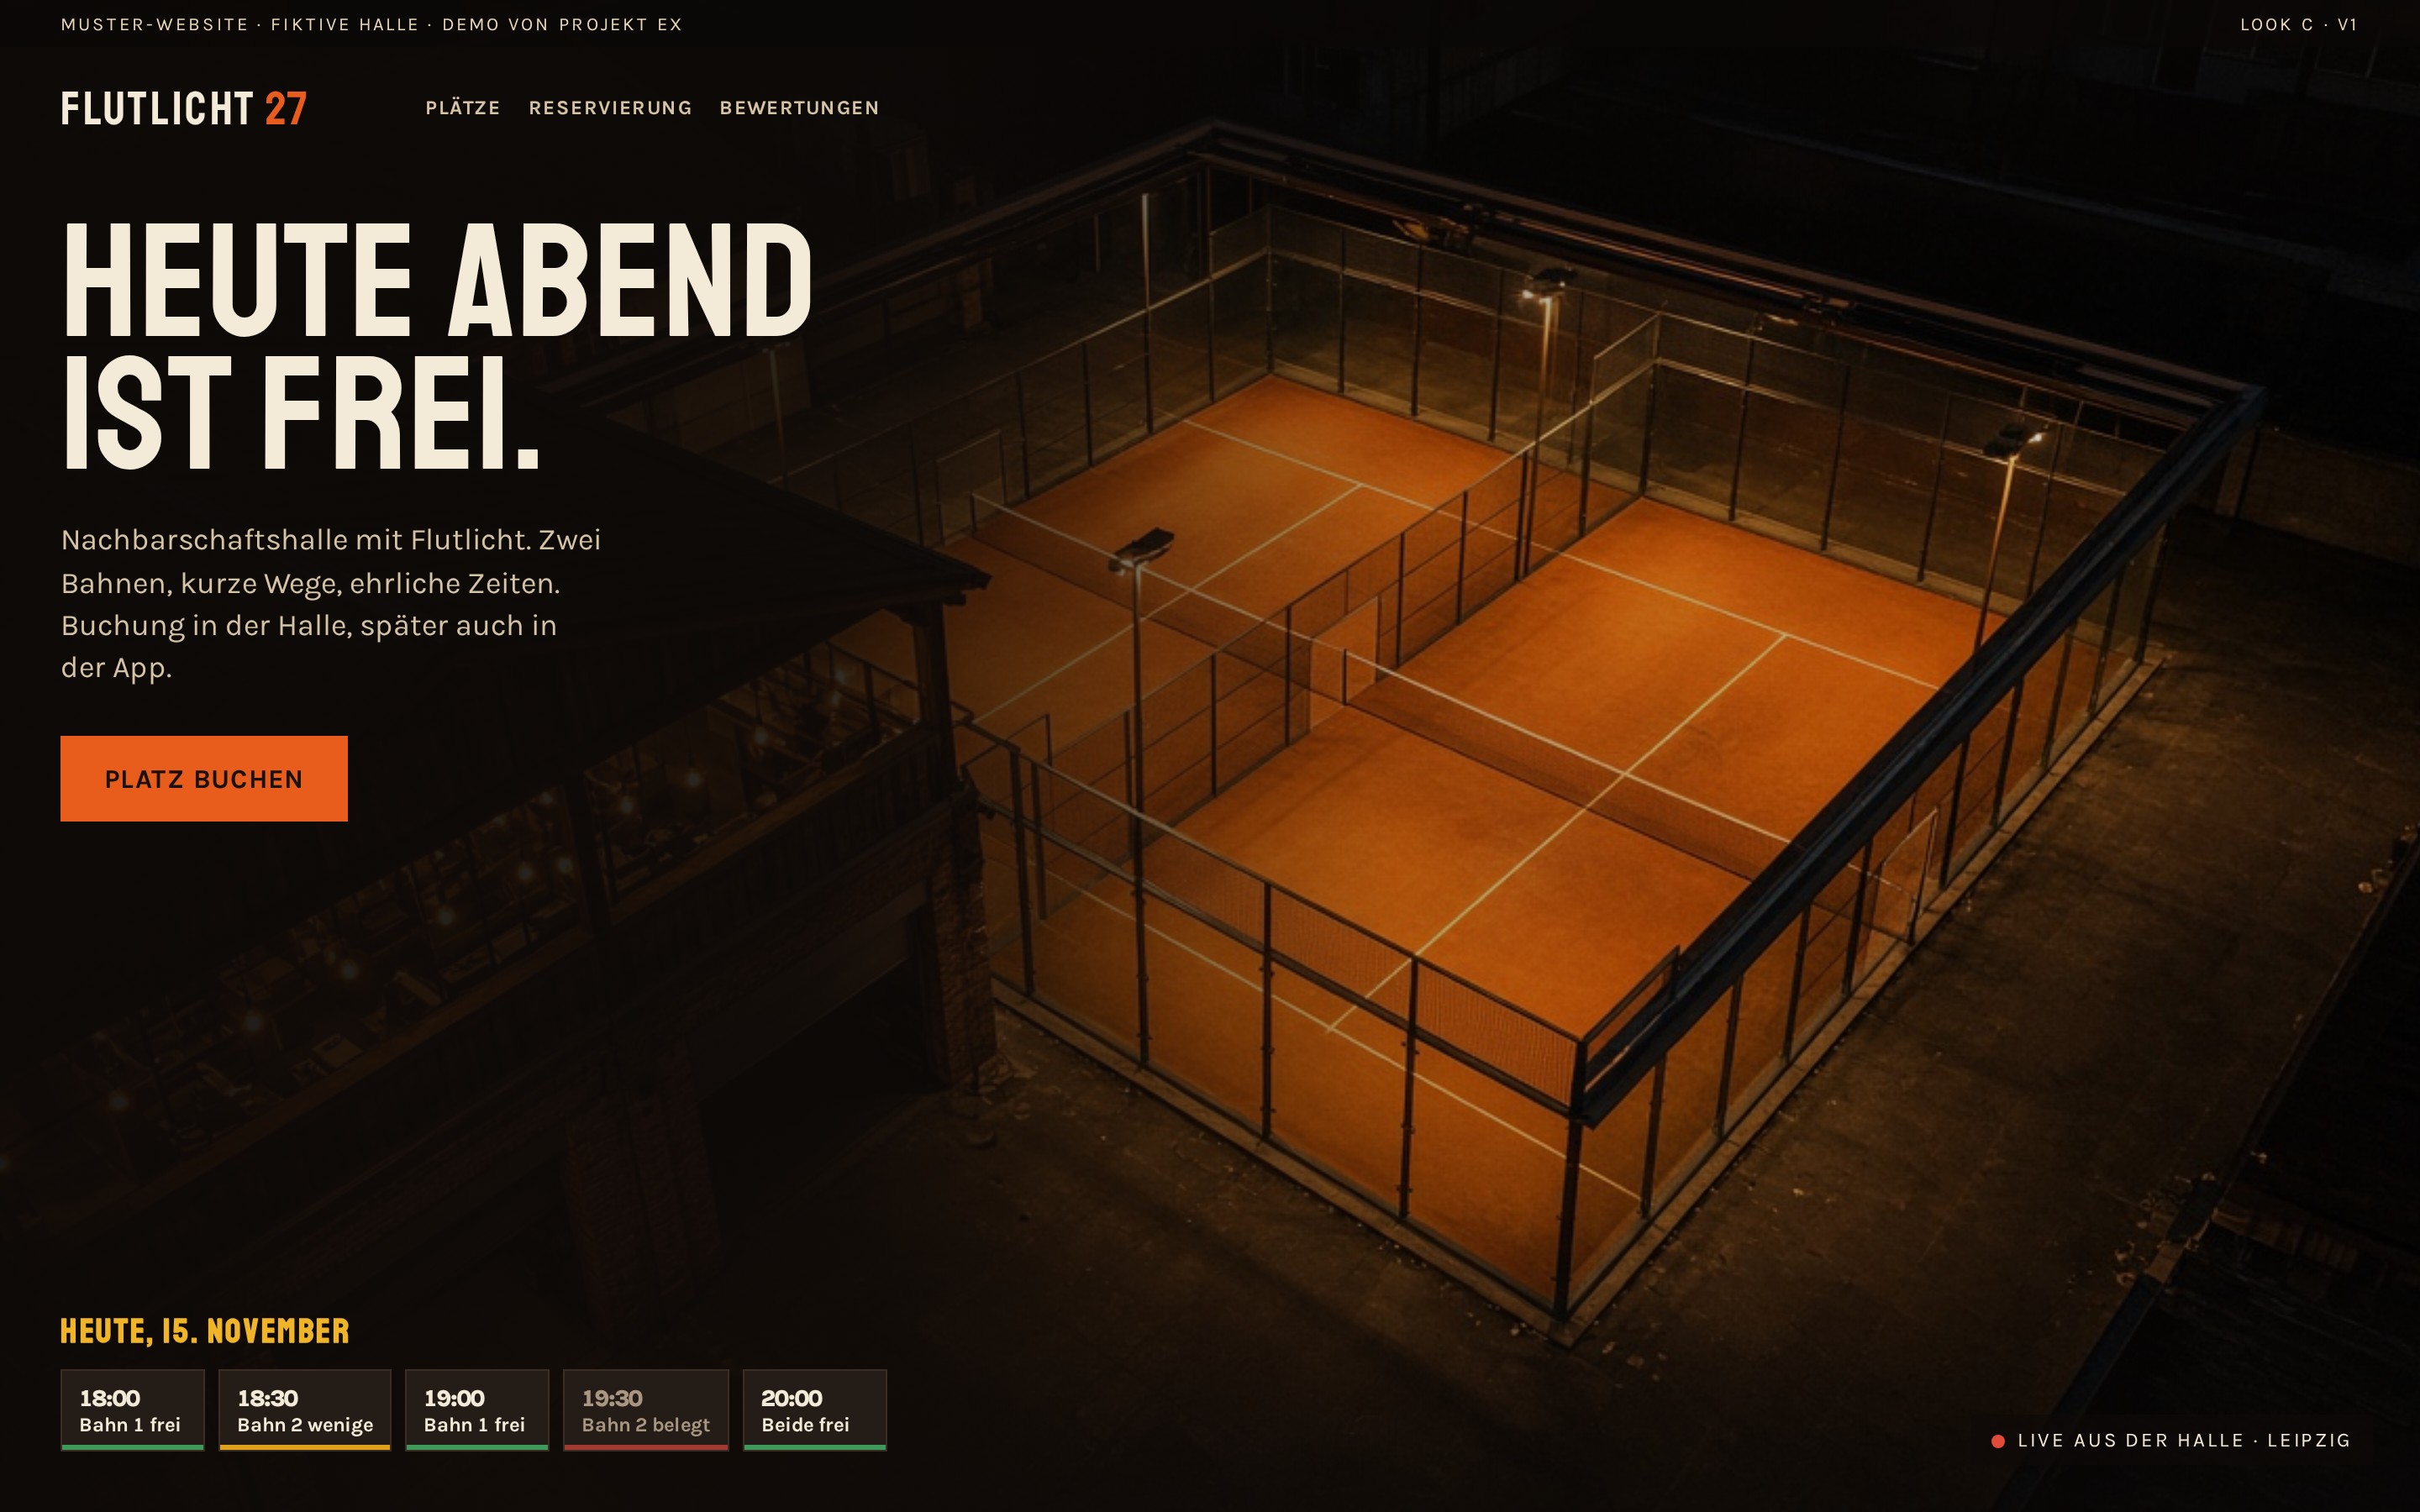 MUSTER-WEBSITE · FIKTIVE HALLE · DEMO VON PROJEKT EX
LOOK C · V1
FLUTLICHT 27
PLÄTZE RESERVIERUNG BEWERTUNGEN
HEUTE ABEND
IST FREI.
Nachbarschaftshalle mit Flutlicht. Zwei
Bahnen, kurze Wege, ehrliche Zeiten.
Buchung in der Halle, später auch in
der App.
PLATZ BUCHEN
HEUTE, 15. NOVEMBER
18:00
Bahn 1 frei
18:30
Bahn 2 wenige
19:00
Bahn 1 frei
19:30
Bahn 2 belegt
20:00
Beide frei
LIVE AUS DER HALLE · LEIPZIG